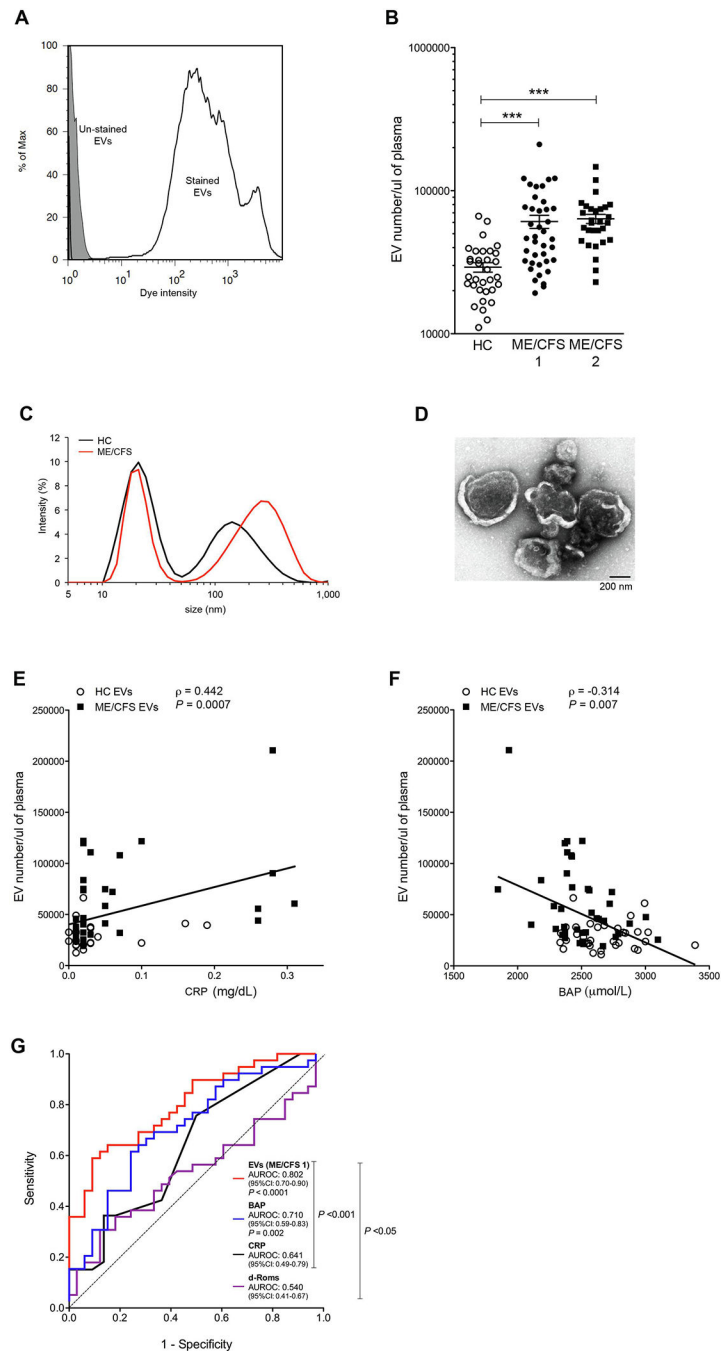 A
% of Max
100
80
60
40
20
0
Un-stained
EVs
Stained
EVs
10^0 10^1 10^2 10^3
Dye intensity
B
EV number/ul of plasma
1000000
100000
10000
***
***
HC
ME/CFS
1
ME/CFS
2
C
HC
ME/CFS
Intensity (%)
12
10
8
6
4
2
0
5 10 100 1,000
size (nm)
D
200 nm
E
HC EVs
ME/CFS EVs
ρ = 0.442
P = 0.0007
EV number/ul of plasma
250000
200000
150000
100000
50000
0
0.0 0.1 0.2 0.3
CRP (mg/dL)
F
HC EVs
ME/CFS EVs
ρ = -0.314
P = 0.007
EV number/ul of plasma
250000
200000
150000
100000
50000
0
1500 2000 2500 3000 3500
BAP (μmol/L)
G
Sensitivity
1.0
0.8
0.6
0.4
0.2
0.0
0.0 0.2 0.4 0.6 0.8 1.0
1 - Specificity
EVs (ME/CFS 1)
AUROC: 0.802
(95%CI: 0.70-0.90)
P < 0.0001
BAP
AUROC: 0.710
(95%CI: 0.59-0.83)
P = 0.002
CRP
AUROC: 0.641
(95%CI: 0.49-0.79)
d-Roms
AUROC: 0.540
(95%CI: 0.41-0.67)
P <0.001
P <0.05